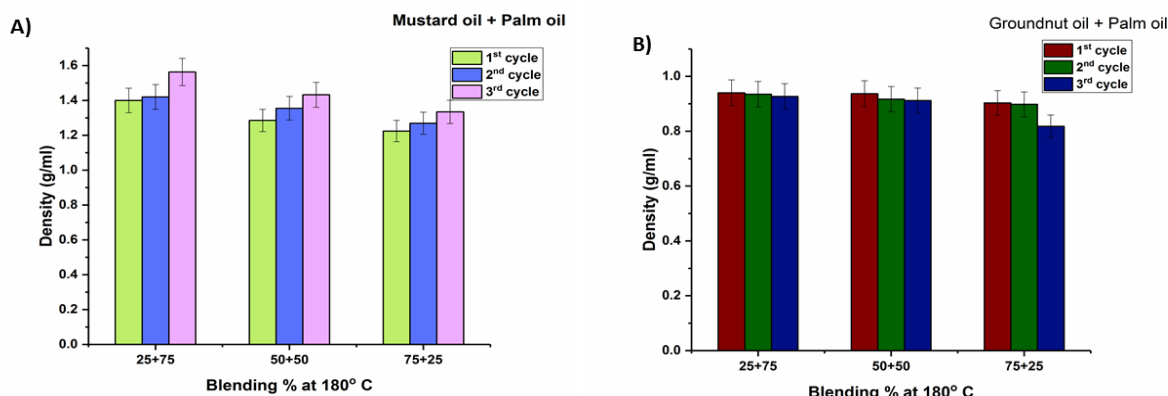 A)
Mustard oil + Palm oil
1st cycle
2nd cycle
3rd cycle
Density (g/ml)
1.6
1.4
1.2
1.0
0.8
0.6
0.4
0.2
0.0
25+75 50+50 75+25
Blending % at 180° C
B)
Groundnut oil + Palm oil
1st cycle
2nd cycle
3rd cycle
Density (g/ml)
1.0
0.8
0.6
0.4
0.2
0.0
25+75 50+50 75+25
Blending % at 180° C